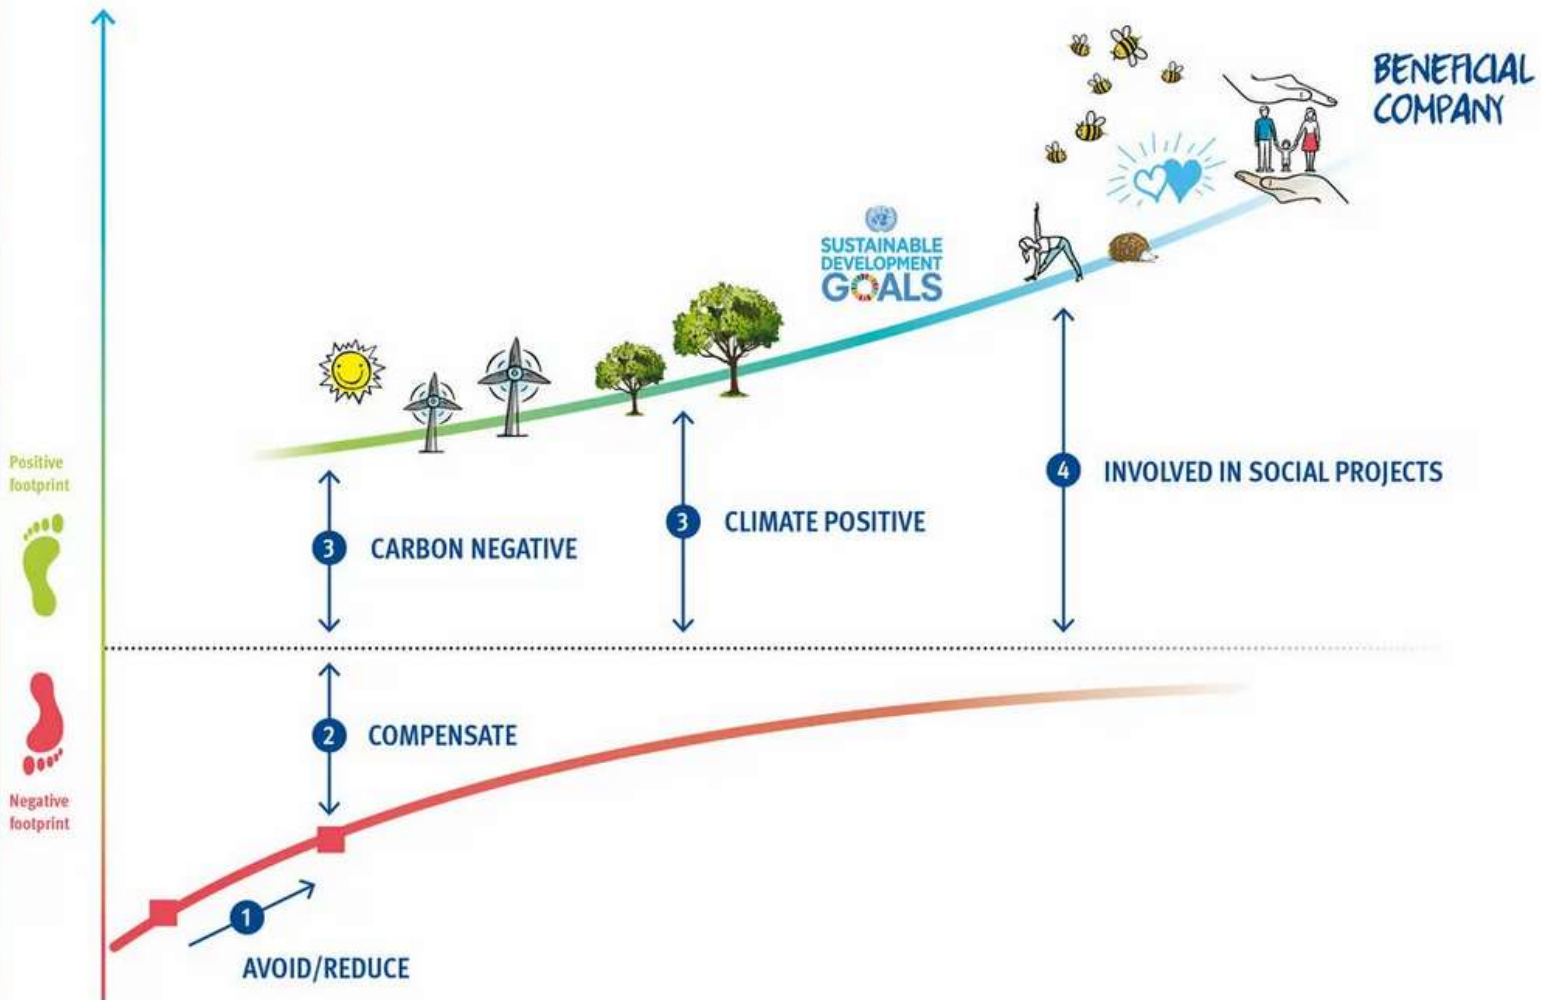 BENEFICIAL
COMPANY
SUSTAINABLE
DEVELOPMENT
GOALS
Positive
footprint
4 INVOLVED IN SOCIAL PROJECTS
3 CLIMATE POSITIVE
3 CARBON NEGATIVE
2 COMPENSATE
Negative
footprint
1
AVOID/REDUCE